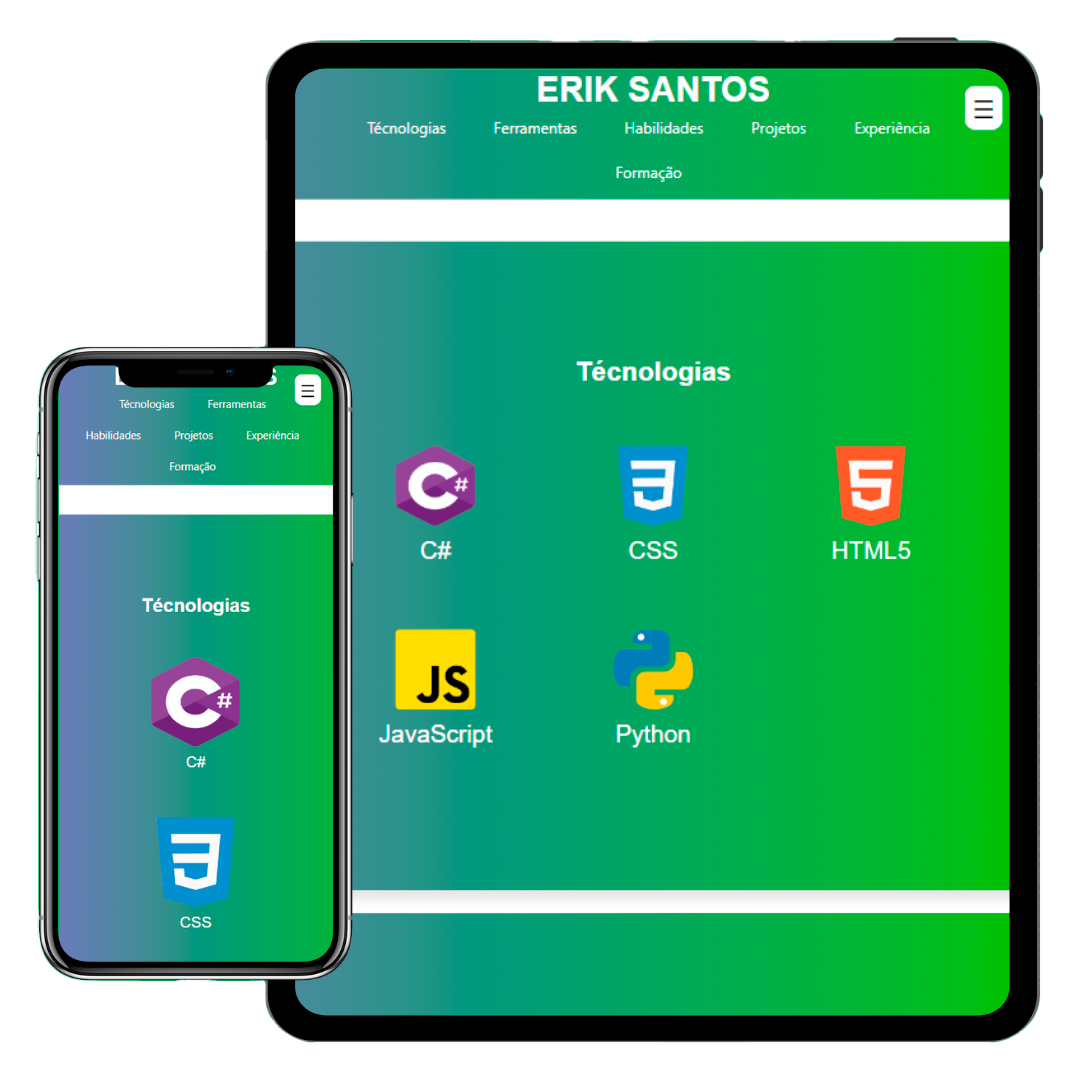 ERIK SANTOS
Técnologias Ferramentas Habilidades Projetos Experiência
Formação
Técnologias
C# CSS HTML5
JS
JavaScript Python
Técnologias Ferramentas
Habilidades Projetos Experiência
Formação
Técnologias
C#
C#
CSS